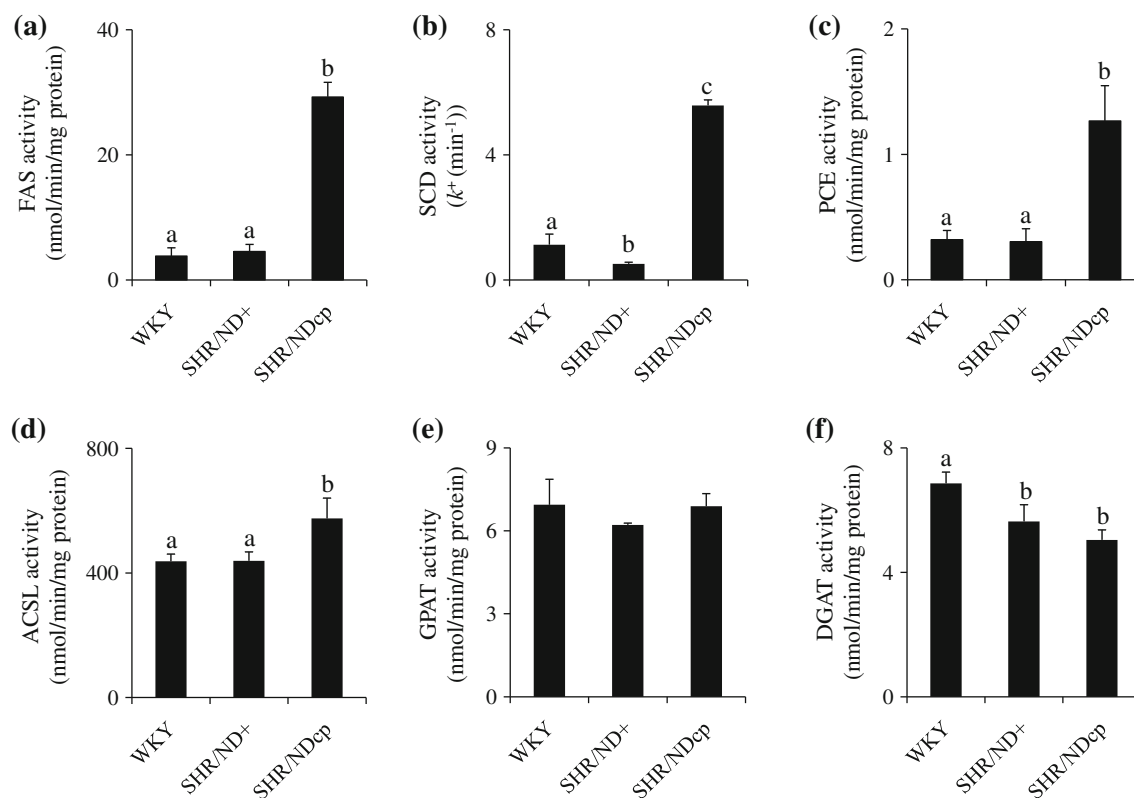 (a)
FAS activity
(nmol/min/mg protein)
40
20
0
a
a
b
WKY
SHR/ND+
SHR/NDcp
(b)
SCD activity
(k⁺ (min⁻¹))
8
4
0
a
b
c
WKY
SHR/ND+
SHR/NDcp
(c)
PCE activity
(nmol/min/mg protein)
2
1
0
a
a
b
WKY
SHR/ND+
SHR/NDcp
(d)
ACSL activity
(nmol/min/mg protein)
800
400
0
a
a
b
WKY
SHR/ND+
SHR/NDcp
(e)
GPAT activity
(nmol/min/mg protein)
9
6
3
0
WKY
SHR/ND+
SHR/NDcp
(f)
DGAT activity
(nmol/min/mg protein)
8
4
0
a
b
b
WKY
SHR/ND+
SHR/NDcp